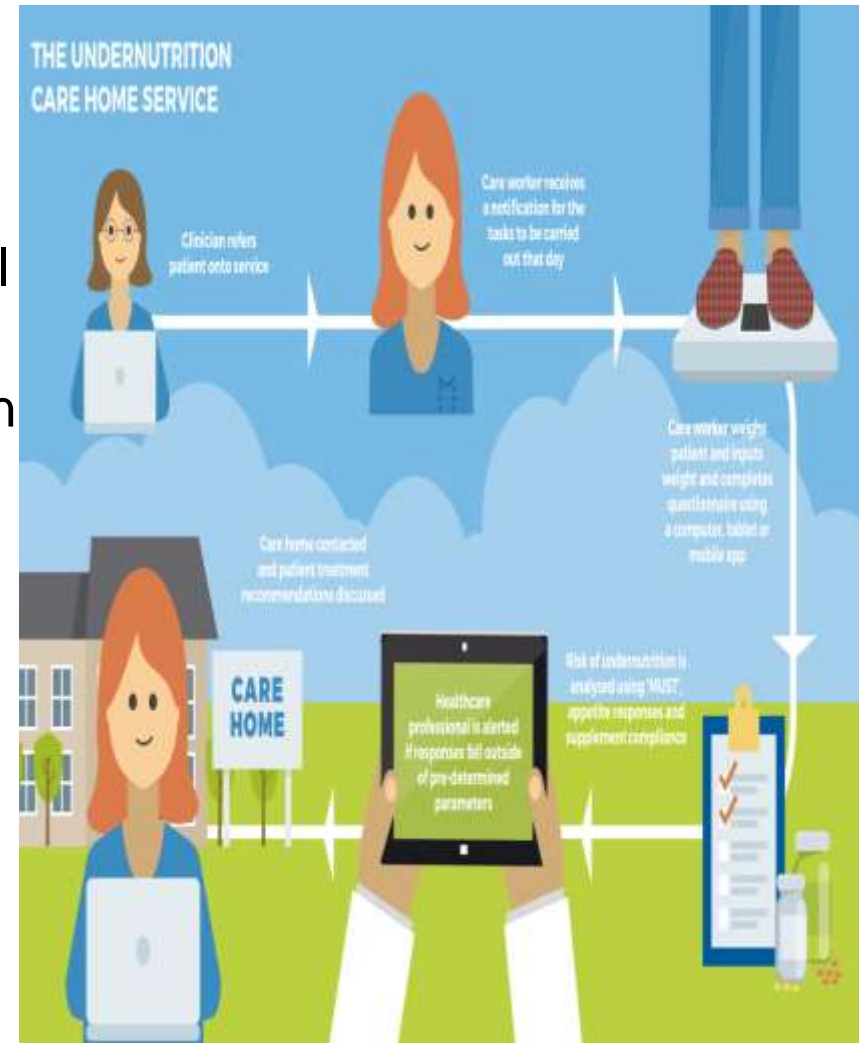 THE UNDERNUTRITION
CARE HOME SERVICE
Clinician refers
patient onto service
Care worker receives
a notification for the
tasks to be carried
out that day
Care worker weighs
patient and inputs
weight and completes
questionnaire using
a computer, tablet or
mobile app
Risk of undernutrition is
analysed using 'MUST',
appetite responses and
supplement compliance
Healthcare
professional is alerted
if responses fall outside
of pre-determined
parameters
Care home contacted
and patient treatment
recommendations discussed
CARE
HOME